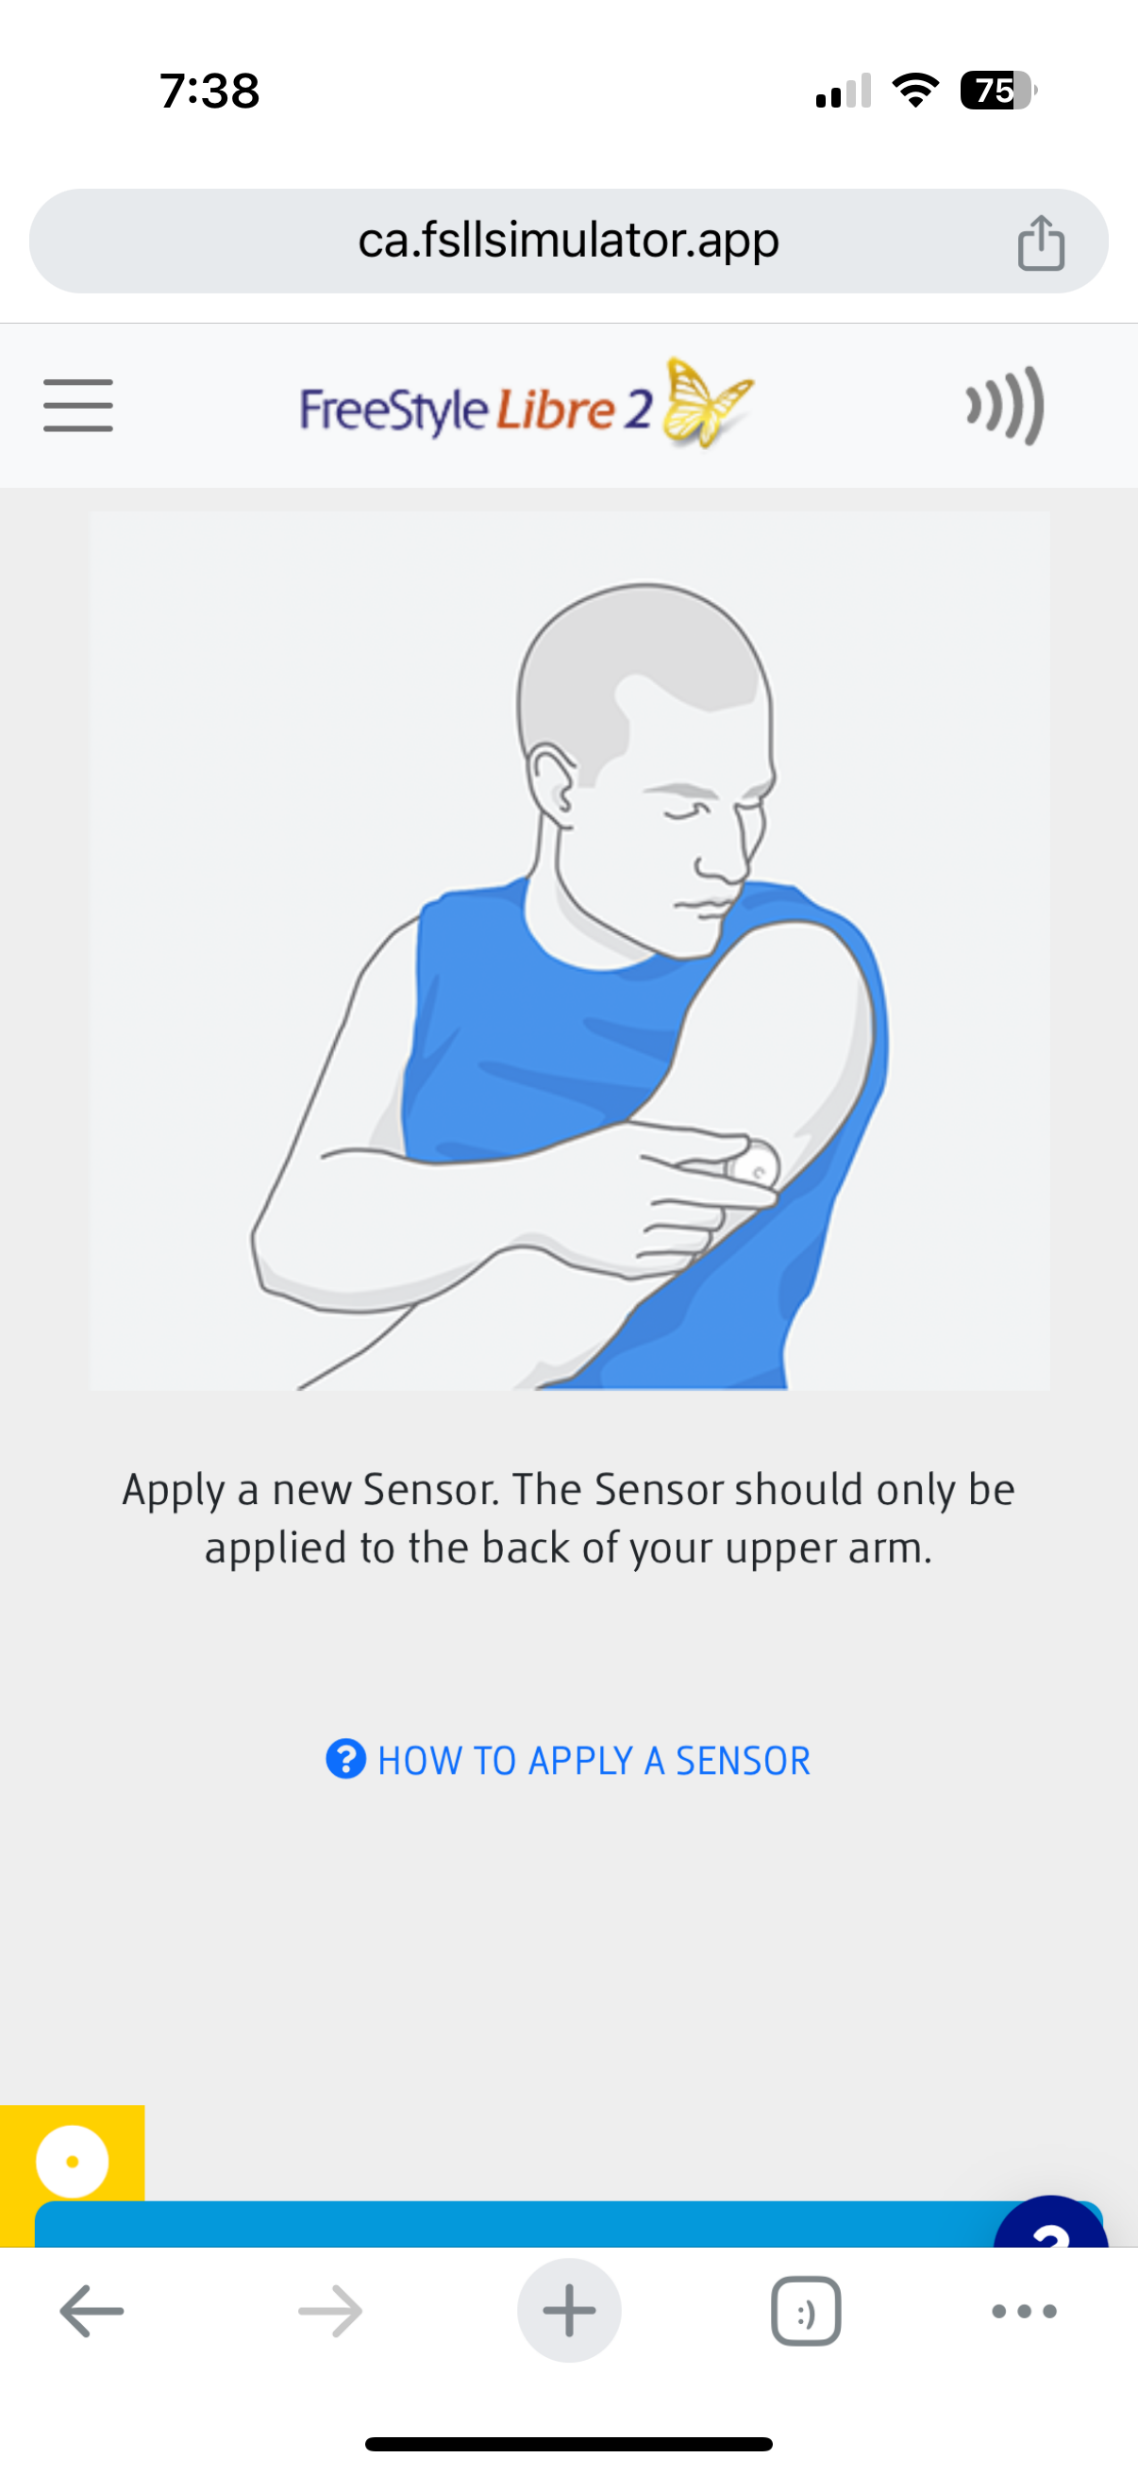 7:38
75
ca.fsllsimulator.app
FreeStyle Libre 2
Apply a new Sensor. The Sensor should only be
applied to the back of your upper arm.
? HOW TO APPLY A SENSOR
?
:)